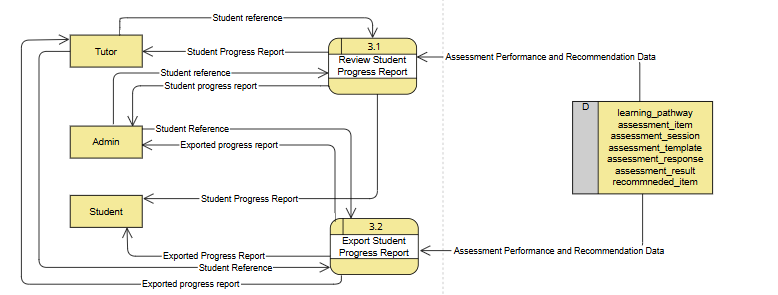 Student reference
Tutor
3.1
Student Progress Report
Review Student
Progress Report
Assessment Performance and Recommendation Data
Student reference
Student progress report
D
learning_pathway
assessment_item
assessment_session
assessment_template
assessment_response
assessment_result
recommneded_item
Admin
Student Reference
Exported progress report
Student
Student Progress Report
3.2
Export Student
Progress Report
Assessment Performance and Recommendation Data
Exported Progress Report
Student Reference
Exported progress report